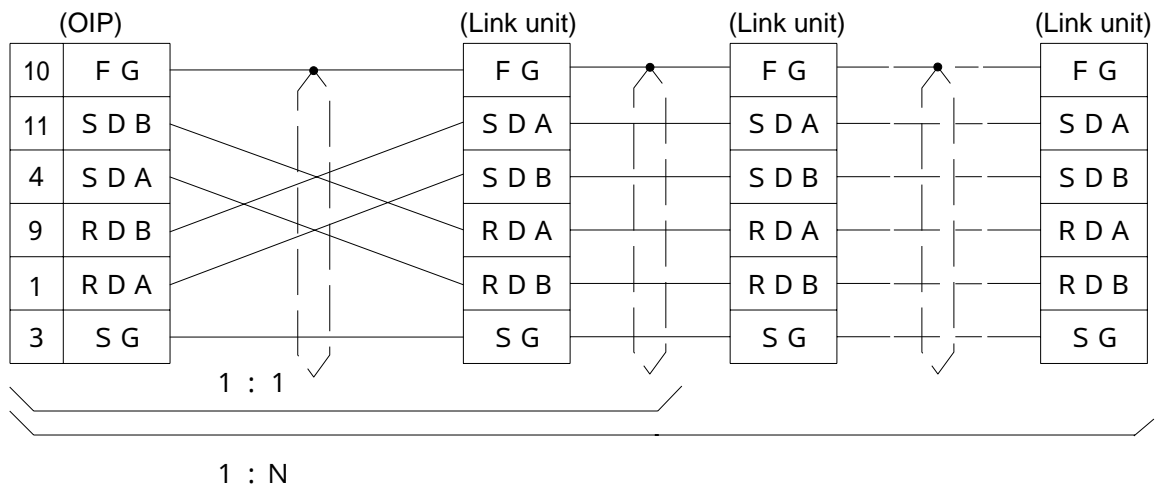 (OIP) (Link unit) (Link unit) (Link unit)
10 F G F G F G F G
11 S D B S D A S D A S D A
4 S D A S D B S D B S D B
9 R D B R D A R D A R D A
1 R D A R D B R D B R D B
3 S G S G S G S G
1 : 1
1 : N